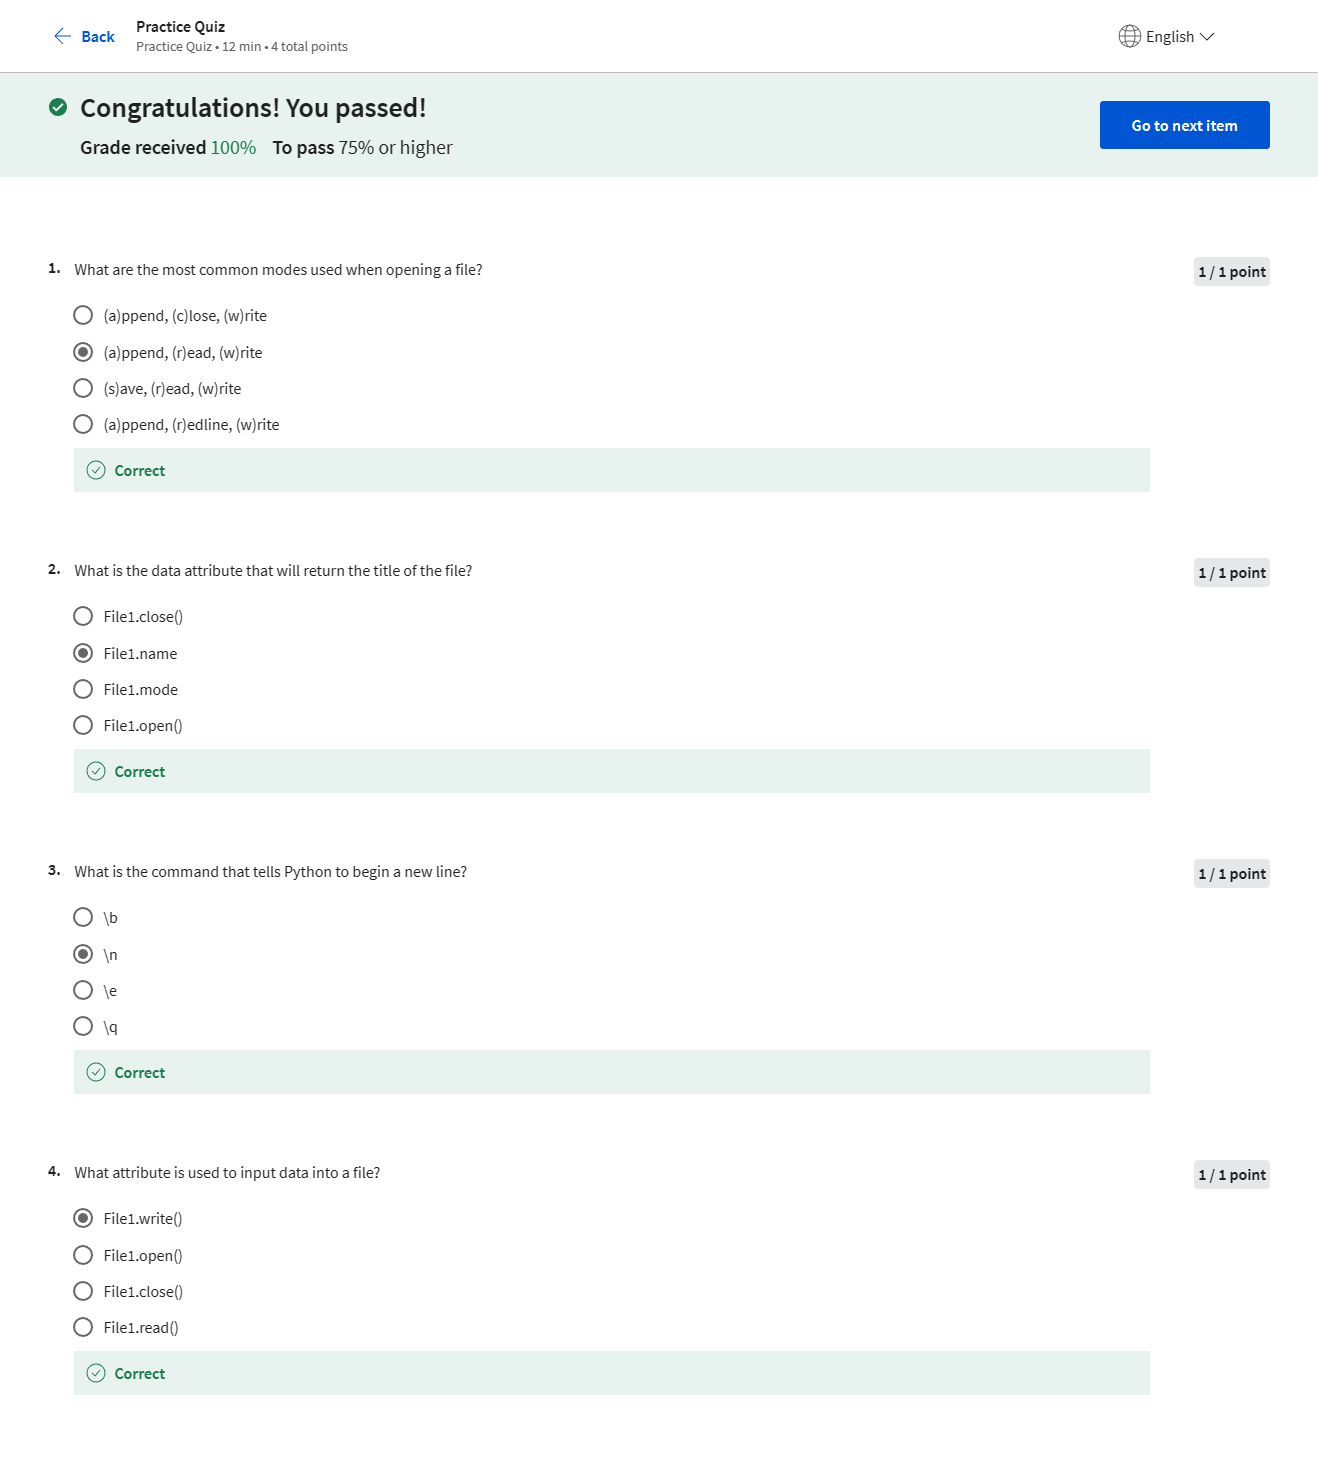 Back
Practice Quiz
Practice Quiz • 12 min • 4 total points
English
Congratulations! You passed!
Grade received 100% To pass 75% or higher
Go to next item
1. What are the most common modes used when opening a file?
1 / 1 point
(a)ppend, (c)lose, (w)rite
(a)ppend, (r)ead, (w)rite
(s)ave, (r)ead, (w)rite
(a)ppend, (r)edline, (w)rite
Correct
2. What is the data attribute that will return the title of the file?
1 / 1 point
File1.close()
File1.name
File1.mode
File1.open()
Correct
3. What is the command that tells Python to begin a new line?
1 / 1 point
\b
\n
\e
\q
Correct
4. What attribute is used to input data into a file?
1 / 1 point
File1.write()
File1.open()
File1.close()
File1.read()
Correct